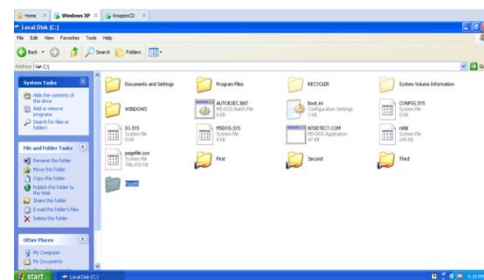 Home Windows XP KnoppixCD
Local Disk (C:)
File Edit View Favorites Tools Help
Back Search Folders
Address C:\
System Tasks
Hide the contents of
this drive
Add or remove
programs
Search for files or
folders
File and Folder Tasks
Rename this folder
Move this folder
Copy this folder
Publish this folder to
the Web
Share this folder
E-mail this folder's files
Delete this folder
Other Places
My Computer
My Documents
Documents and Settings
Program Files
RECYCLER
System Volume Information
WINDOWS
AUTOEXEC.BAT
MS-DOS Batch File
0 KB
boot.ini
Configuration Settings
1 KB
CONFIG.SYS
System file
0 KB
IO.SYS
System file
0 KB
MSDOS.SYS
System file
0 KB
NTDETECT.COM
MS-DOS Application
47 KB
ntldr
System file
245 KB
pagefile.sys
System file
First
Second
Third
Fourth
start Local Disk (C:)